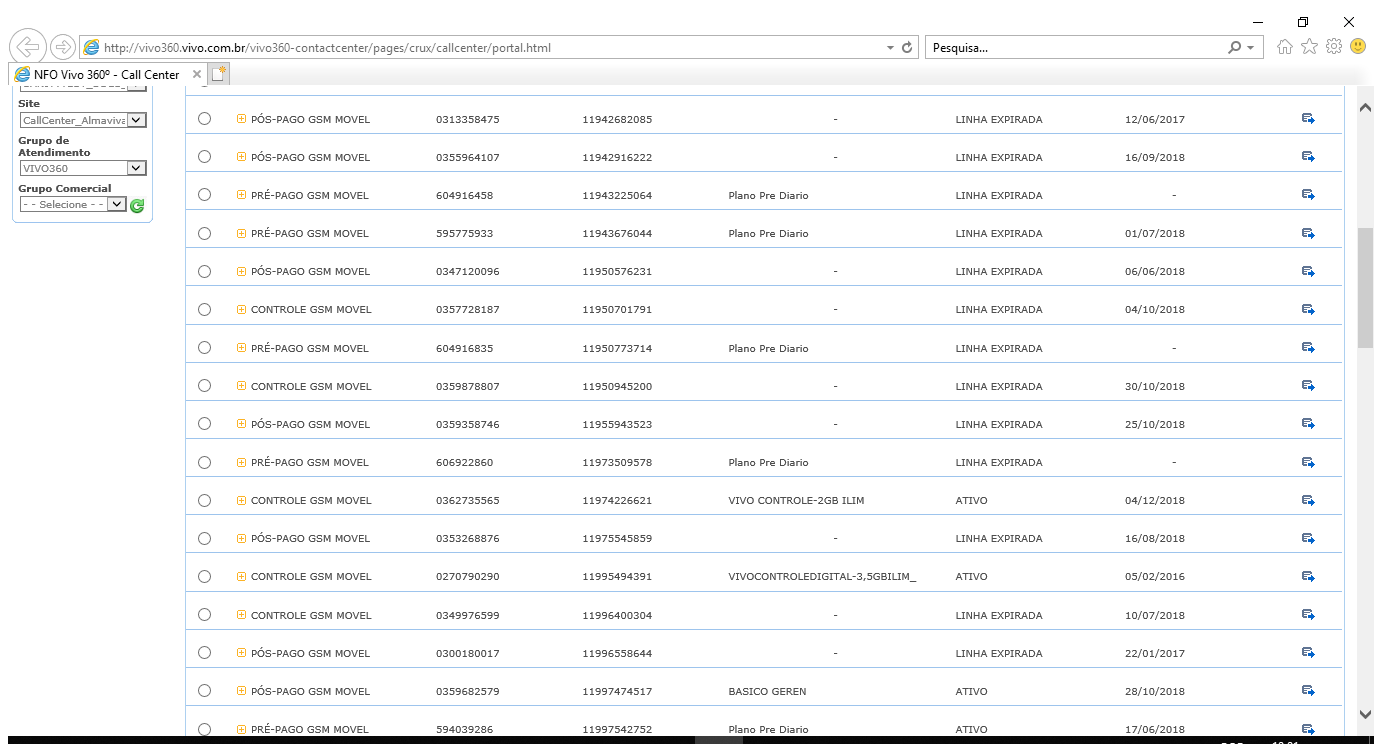 http://vivo360.vivo.com.br/vivo360-contactcenter/pages/crux/callcenter/portal.html Pesquisa...
NFO Vivo 360º - Call Center
Site
CallCenter_Almaviva
Grupo de
Atendimento
VIVO360
Grupo Comercial
- - Selecione - -
PÓS-PAGO GSM MOVEL 0313358475 11942682085 - LINHA EXPIRADA 12/06/2017
PÓS-PAGO GSM MOVEL 0355964107 11942916222 - LINHA EXPIRADA 16/09/2018
PRÉ-PAGO GSM MOVEL 604916458 11943225064 Plano Pre Diario LINHA EXPIRADA -
PRÉ-PAGO GSM MOVEL 595775933 11943676044 Plano Pre Diario LINHA EXPIRADA 01/07/2018
PÓS-PAGO GSM MOVEL 0347120096 11950576231 - LINHA EXPIRADA 06/06/2018
CONTROLE GSM MOVEL 0357728187 11950701791 - LINHA EXPIRADA 04/10/2018
PRÉ-PAGO GSM MOVEL 604916835 11950773714 Plano Pre Diario LINHA EXPIRADA -
CONTROLE GSM MOVEL 0359878807 11950945200 - LINHA EXPIRADA 30/10/2018
PÓS-PAGO GSM MOVEL 0359358746 11955943523 - LINHA EXPIRADA 25/10/2018
PRÉ-PAGO GSM MOVEL 606922860 11973509578 Plano Pre Diario LINHA EXPIRADA -
CONTROLE GSM MOVEL 0362735565 11974226621 VIVO CONTROLE-2GB ILIM ATIVO 04/12/2018
PÓS-PAGO GSM MOVEL 0353268876 11975545859 - LINHA EXPIRADA 16/08/2018
CONTROLE GSM MOVEL 0270790290 11995494391 VIVOCONTROLEDIGITAL-3,5GBILIM_ ATIVO 05/02/2016
CONTROLE GSM MOVEL 0349976599 11996400304 - LINHA EXPIRADA 10/07/2018
PÓS-PAGO GSM MOVEL 0300180017 11996558644 - LINHA EXPIRADA 22/01/2017
PÓS-PAGO GSM MOVEL 0359682579 11997474517 BASICO GEREN ATIVO 28/10/2018
PRÉ-PAGO GSM MOVEL 594039286 11997542752 Plano Pre Diario ATIVO 17/06/2018